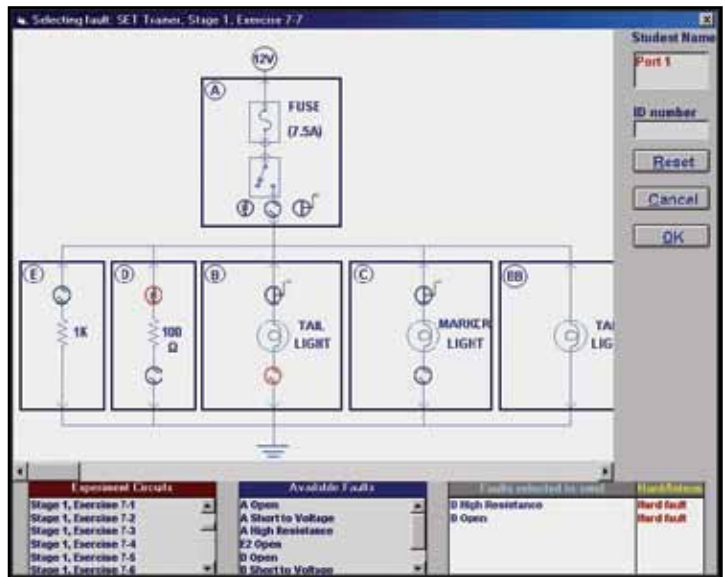 Selecting fault: SET Trainer, Stage 1, Exercise 7-7
Student Name
Port 1
ID number
Reset
Cancel
OK
12V
A
FUSE
(7.5A)
E
D
B
C
BB
1K
100
Ω
TAIL
LIGHT
MARKER
LIGHT
TA
LIG
Experiment Circuits
Stage 1, Exercise 7-1
Stage 1, Exercise 7-2
Stage 1, Exercise 7-3
Stage 1, Exercise 7-4
Stage 1, Exercise 7-5
Stage 1, Exercise 7-6
Available Faults
A Open
A Short to Voltage
A High Resistance
E2 Open
B Open
B Short to Voltage
Faults selected to send
D High Resistance
B Open
Hard fault
Hard fault